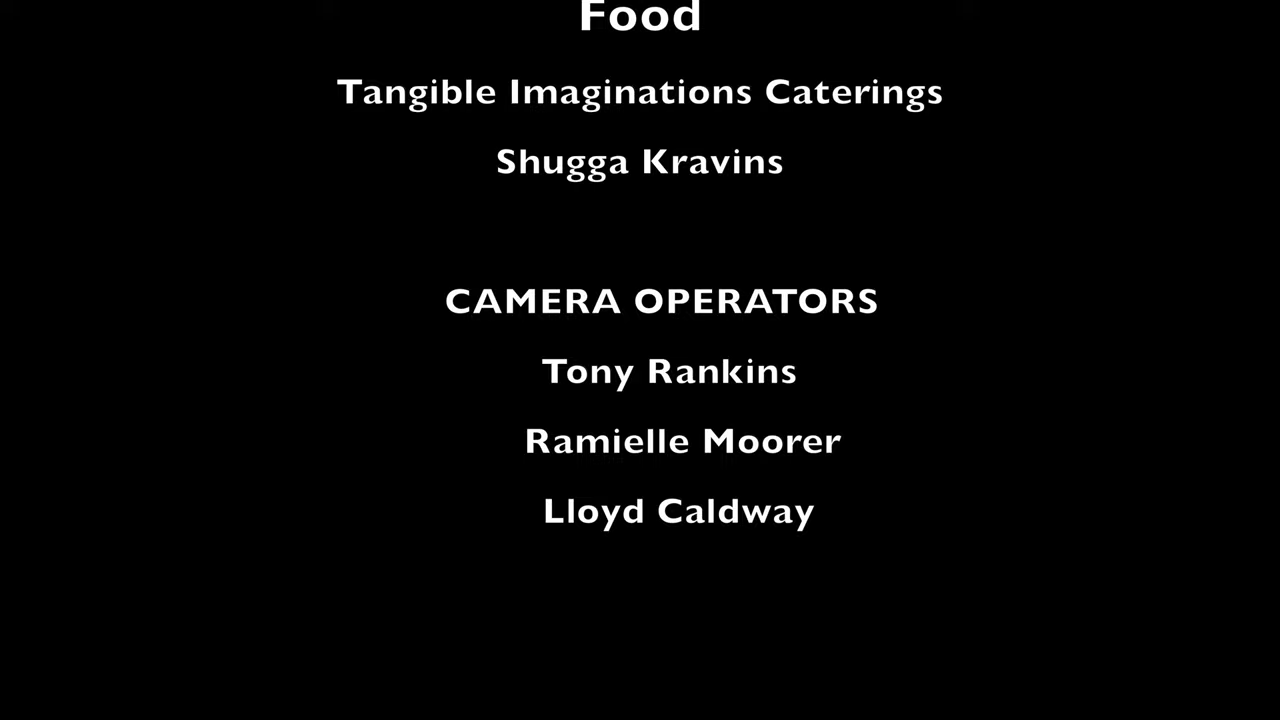 Food
Tangible Imaginations Caterings
Shugga Kravins
CAMERA OPERATORS
Tony Rankins
Ramielle Moorer
Lloyd Caldway